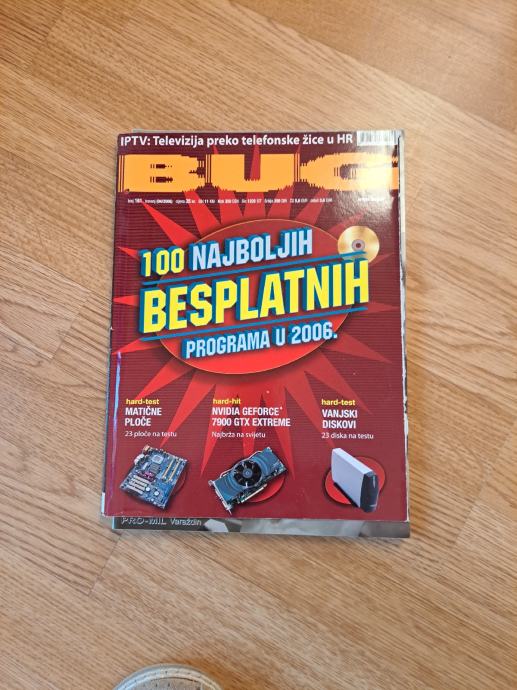 IPTV: Televizija preko telefonske žice u HR
BUG
100 NAJBOLJIH
BESPLATNIH
PROGRAMA U 2006.
hard-test
MATIČNE
PLOČE
23 ploče na testu
hard-hit
NVIDIA GEFORCE
7900 GTX EXTREME
Najbrža na svijetu
hard-test
VANJSKI
DISKOVI
23 diska na testu
PRO-MIL Varaždin